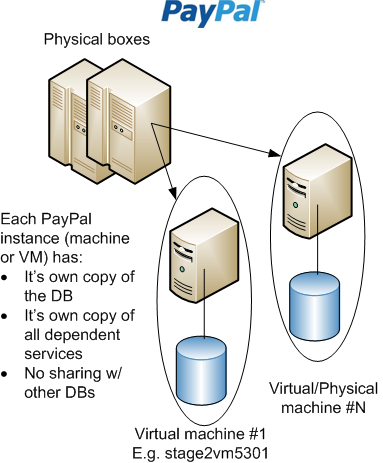 PayPal
Physical boxes
Each PayPal
instance (machine
or VM) has:
• It's own copy of
the DB
• It's own copy of
all dependent
services
• No sharing w/
other DBs
Virtual machine #1
E.g. stage2vm5301
Virtual/Physical
machine #N